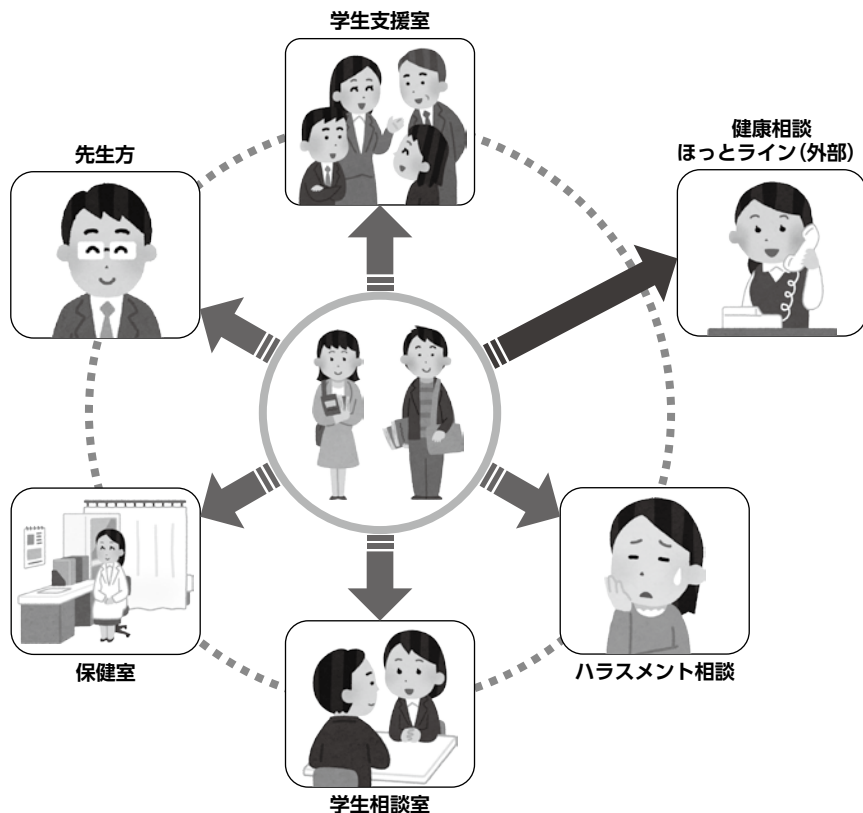 学生支援室
先生方
健康相談
ほっとライン(外部)
保健室
ハラスメント相談
学生相談室